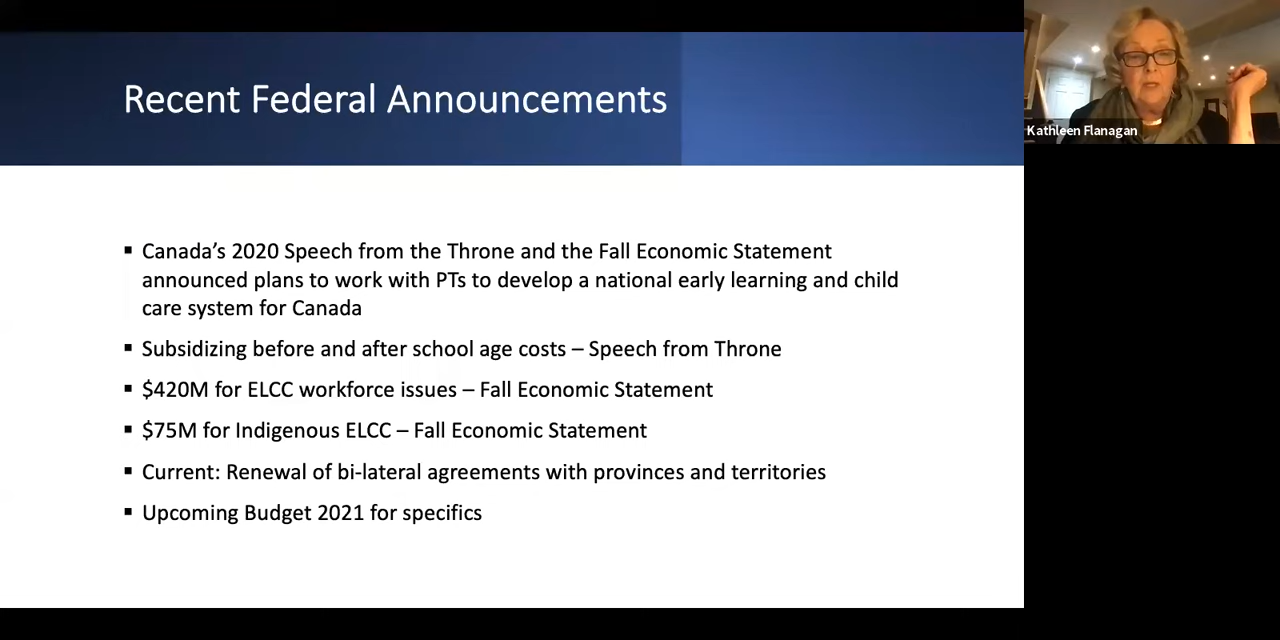 Recent Federal Announcements
Kathleen Flanagan
▪ Canada’s 2020 Speech from the Throne and the Fall Economic Statement
announced plans to work with PTs to develop a national early learning and child
care system for Canada
▪ Subsidizing before and after school age costs – Speech from Throne
▪ $420M for ELCC workforce issues – Fall Economic Statement
▪ $75M for Indigenous ELCC – Fall Economic Statement
▪ Current: Renewal of bi-lateral agreements with provinces and territories
▪ Upcoming Budget 2021 for specifics